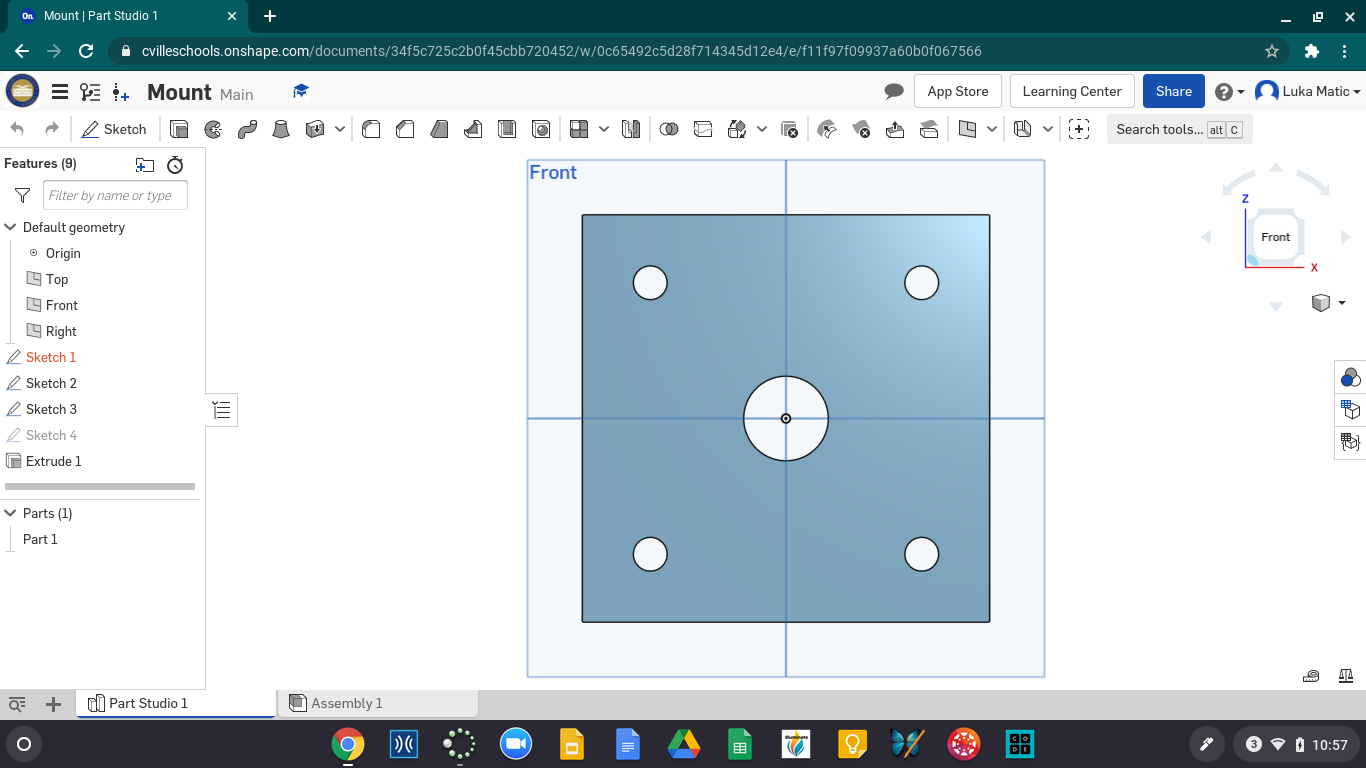 On Mount | Part Studio 1
cvilleschools.onshape.com/documents/34f5c725c2b0f45cbb720452/w/0c65492c5d28f714345d12e4/e/f11f97f09937a60b0f067566
Mount Main
App Store
Learning Center
Share
Luka Matic
Sketch
Search tools... alt C
Features (9)
Filter by name or type
Default geometry
Origin
Top
Front
Right
Sketch 1
Sketch 2
Sketch 3
Sketch 4
Extrude 1
Parts (1)
Part 1
Front
Z
Front
X
Part Studio 1
Assembly 1
Illuminate
CODE
3 10:57